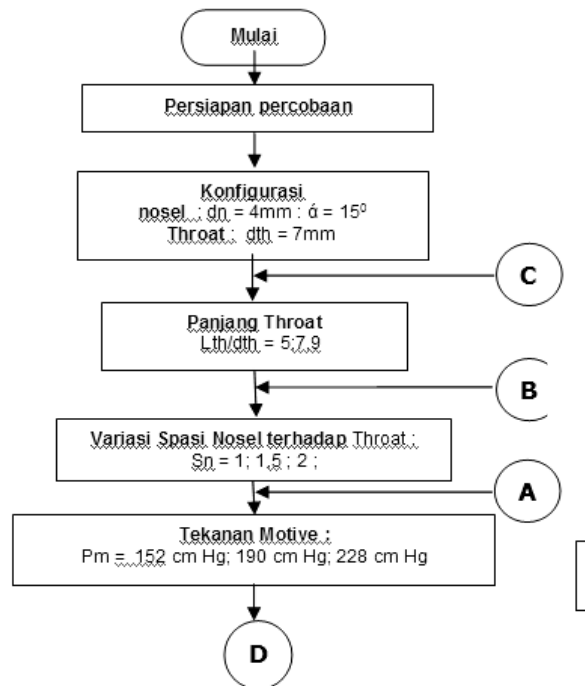 Mulai
Persiapan percobaan
Konfigurasi
nosel : dn = 4mm : ά = 15⁰
Throat : dth = 7mm
C
Panjang Throat
Lth/dth = 5;7,9
B
Variasi Spasi Nosel terhadap Throat :
Sn = 1; 1,5 ; 2 ;
A
Tekanan Motive :
Pm = 152 cm Hg; 190 cm Hg; 228 cm Hg
D